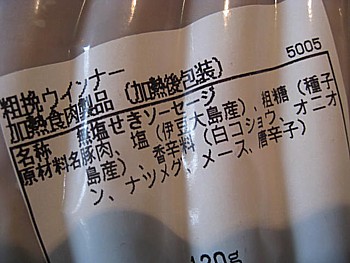 5005
粗挽ウインナー
加熱食肉製品（加熱後包装）
名称 無塩せきソーセージ
原材料名 豚肉、塩（伊豆大島産）、粗糖（種子
島産）、香辛料（白コショウ、オニオ
ン、ナツメグ、メース、唐辛子）
120g